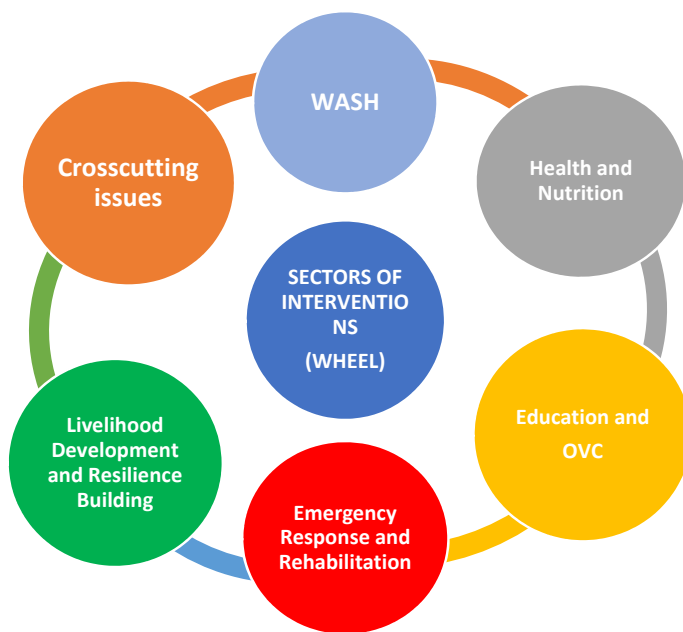 WASH
Crosscutting
issues
Health and
Nutrition
SECTORS OF
INTERVENTIO
NS
(WHEEL)
Education and
OVC
Livelihood
Development
and Resilience
Building
Emergency
Response and
Rehabilitation